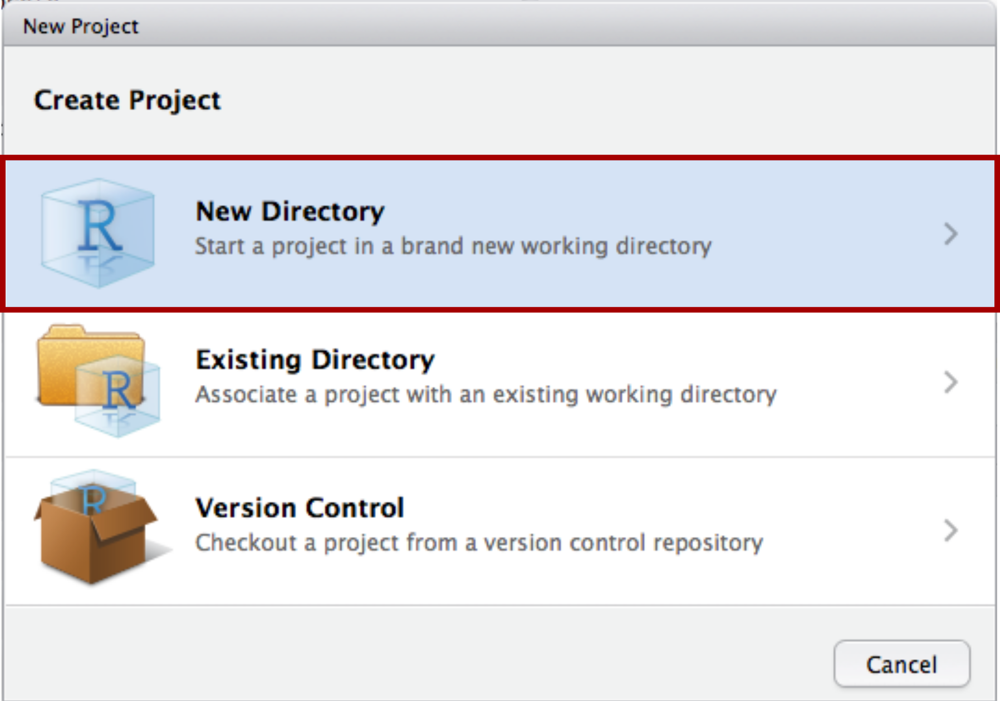 New Project
Create Project
R
New Directory
Start a project in a brand new working directory
R
Existing Directory
Associate a project with an existing working directory
R
Version Control
Checkout a project from a version control repository
Cancel